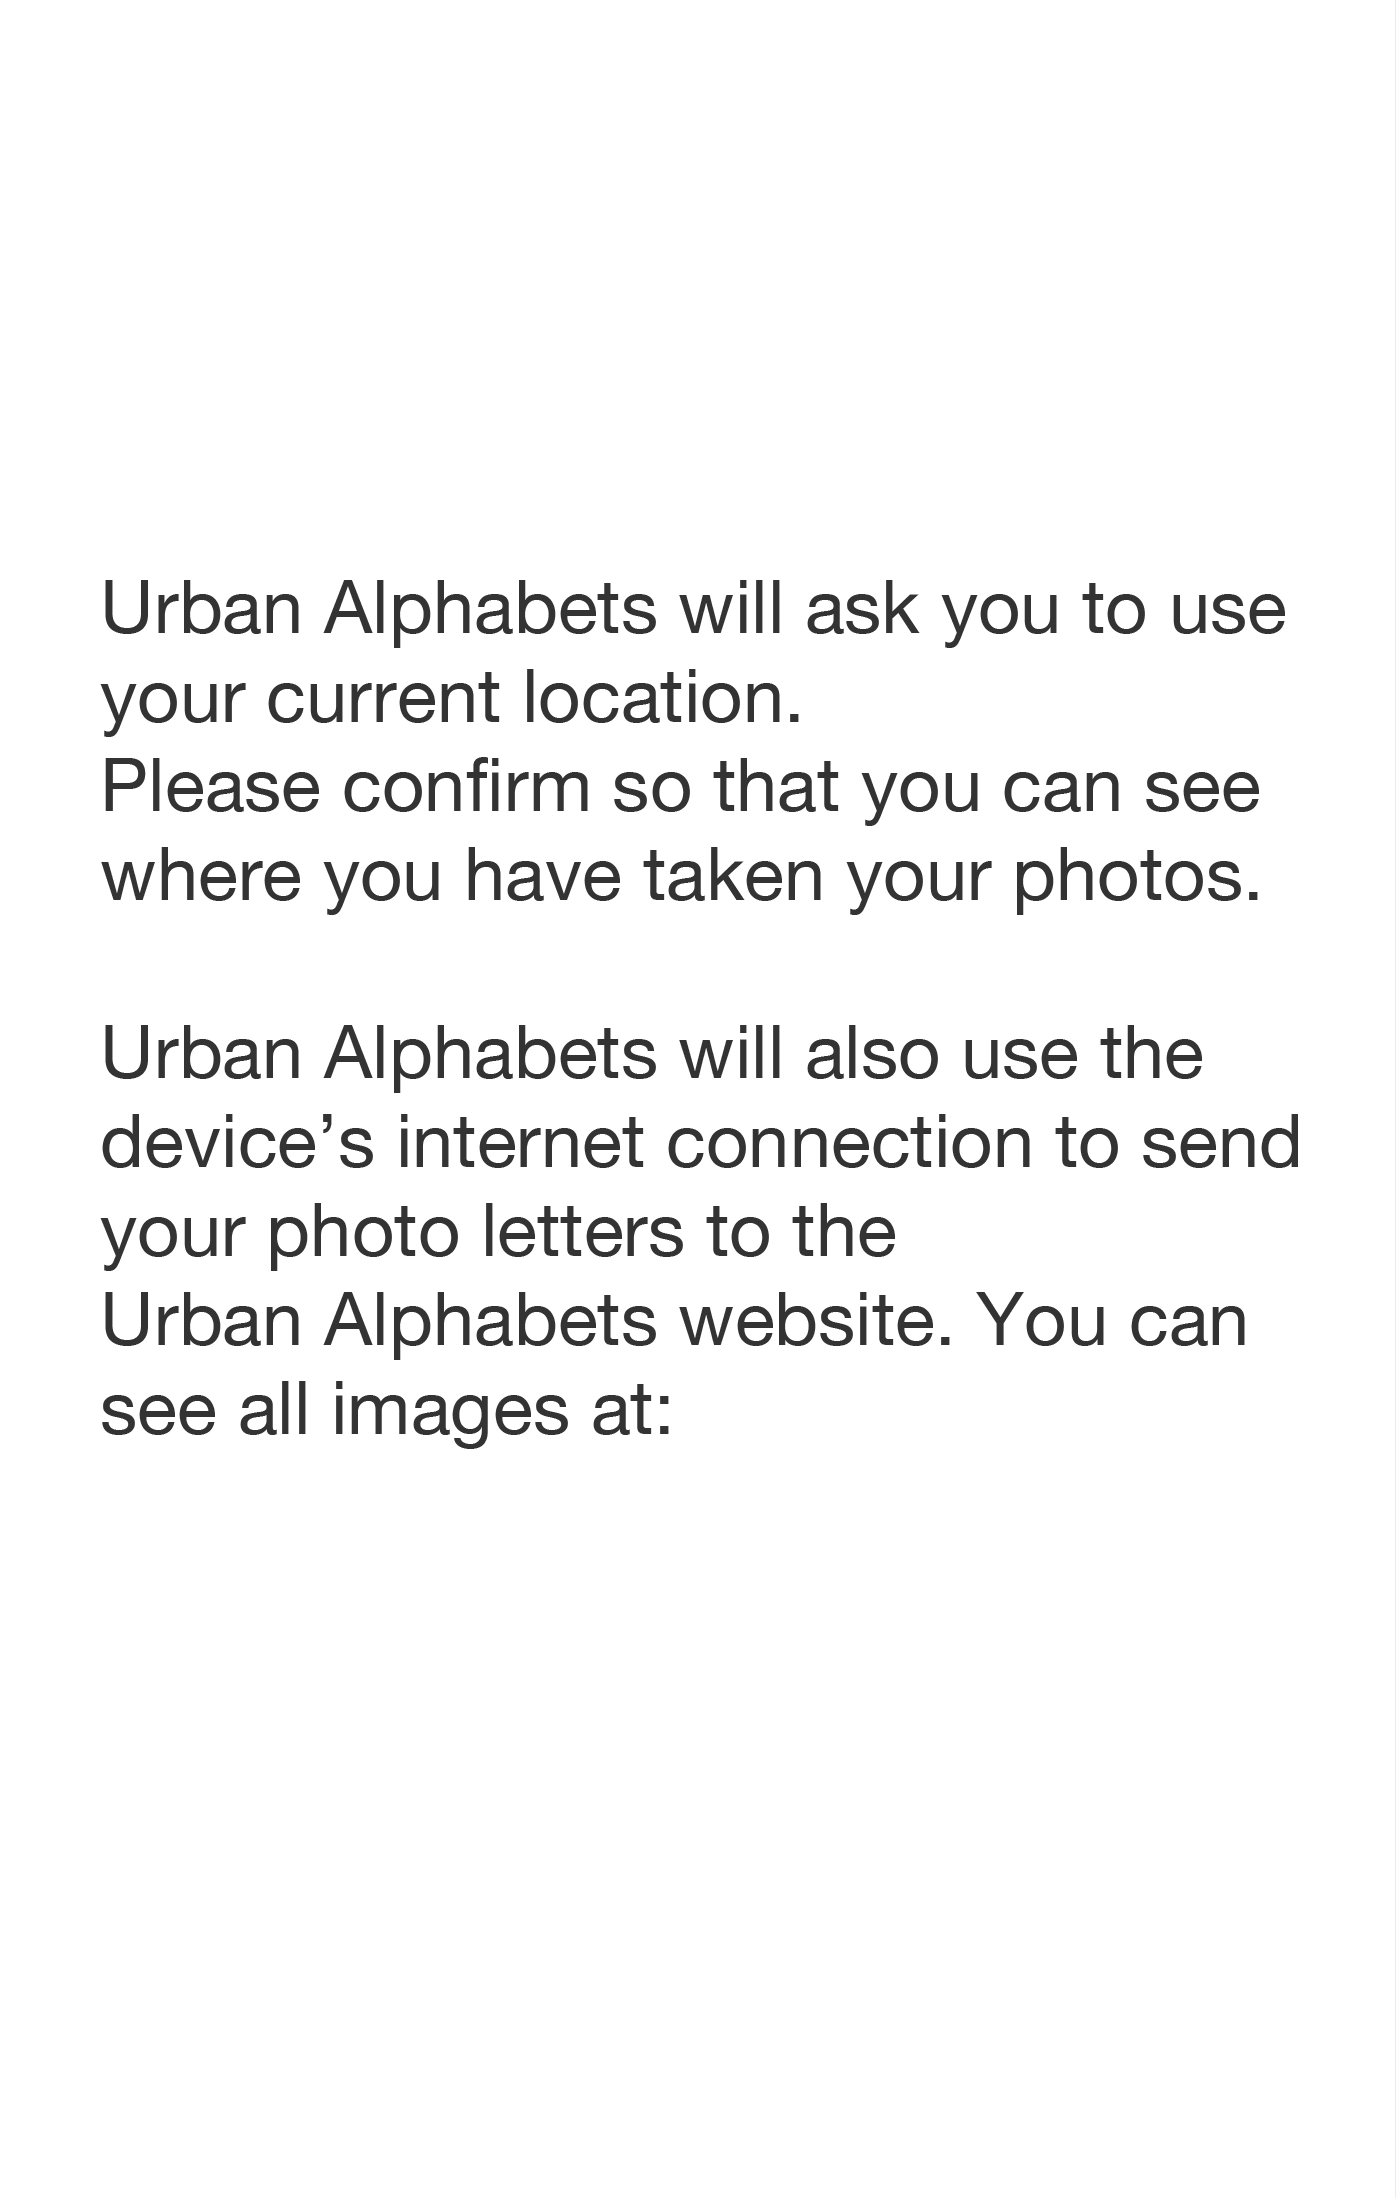 Urban Alphabets will ask you to use
your current location.
Please confirm so that you can see
where you have taken your photos.
Urban Alphabets will also use the
device’s internet connection to send
your photo letters to the
Urban Alphabets website. You can
see all images at: